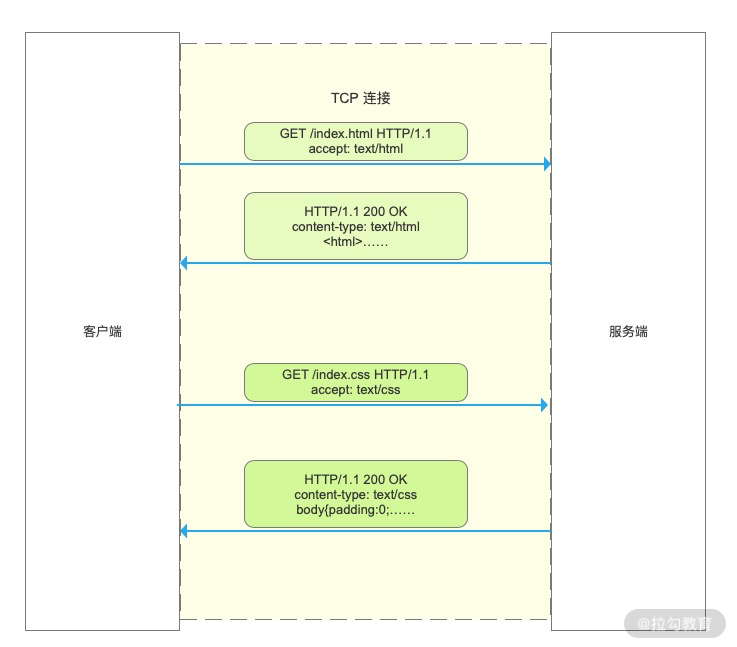 TCP 连接
GET /index.html HTTP/1.1
accept: text/html
HTTP/1.1 200 OK
content-type: text/html
<html>……
客户端
服务端
GET /index.css HTTP/1.1
accept: text/css
HTTP/1.1 200 OK
content-type: text/css
body{padding:0;……
@拉勾教育